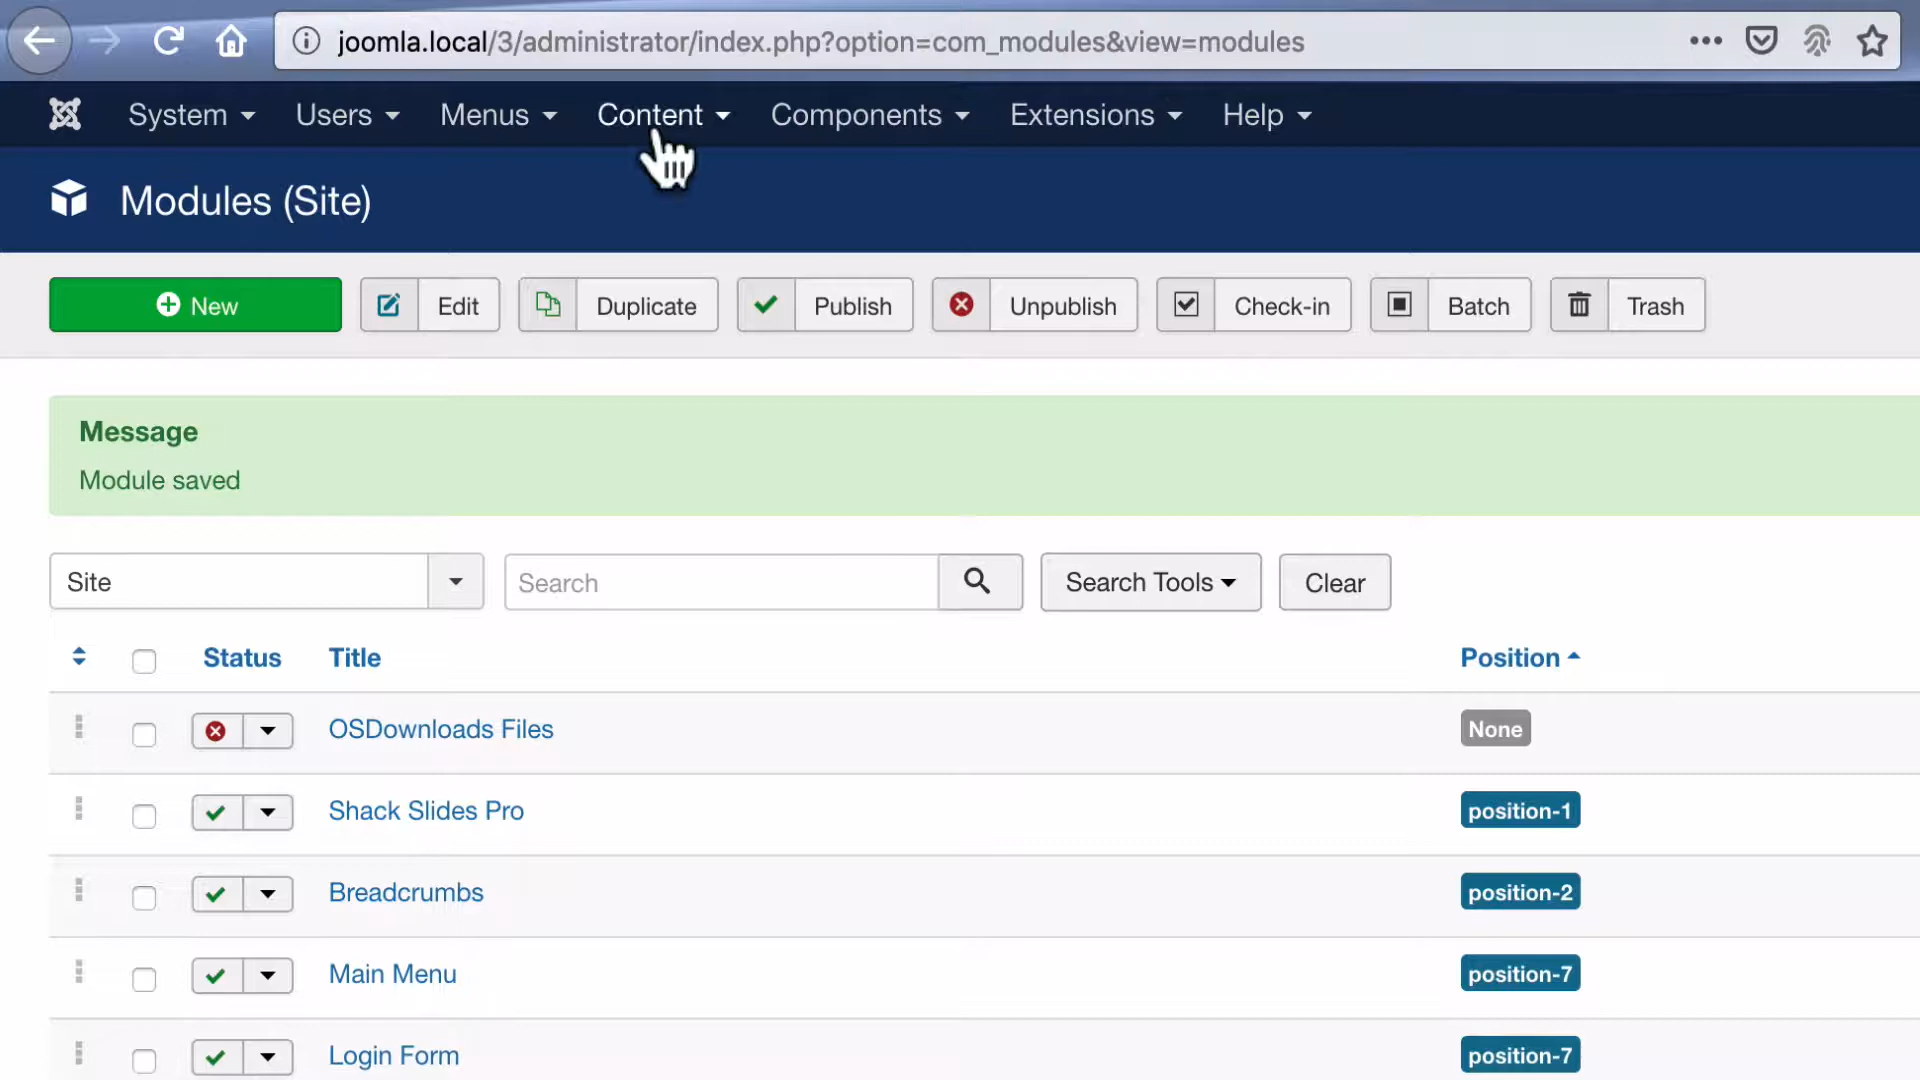 joomla.local/3/administrator/index.php?option=com_modules&view=modules
System Users Menus Content Components Extensions Help
Modules (Site)
New Edit Duplicate Publish Unpublish Check-in Batch Trash
Message
Module saved
Site Search Search Tools Clear
Status Title Position
OSDownloads Files None
Shack Slides Pro position-1
Breadcrumbs position-2
Main Menu position-7
Login Form position-7